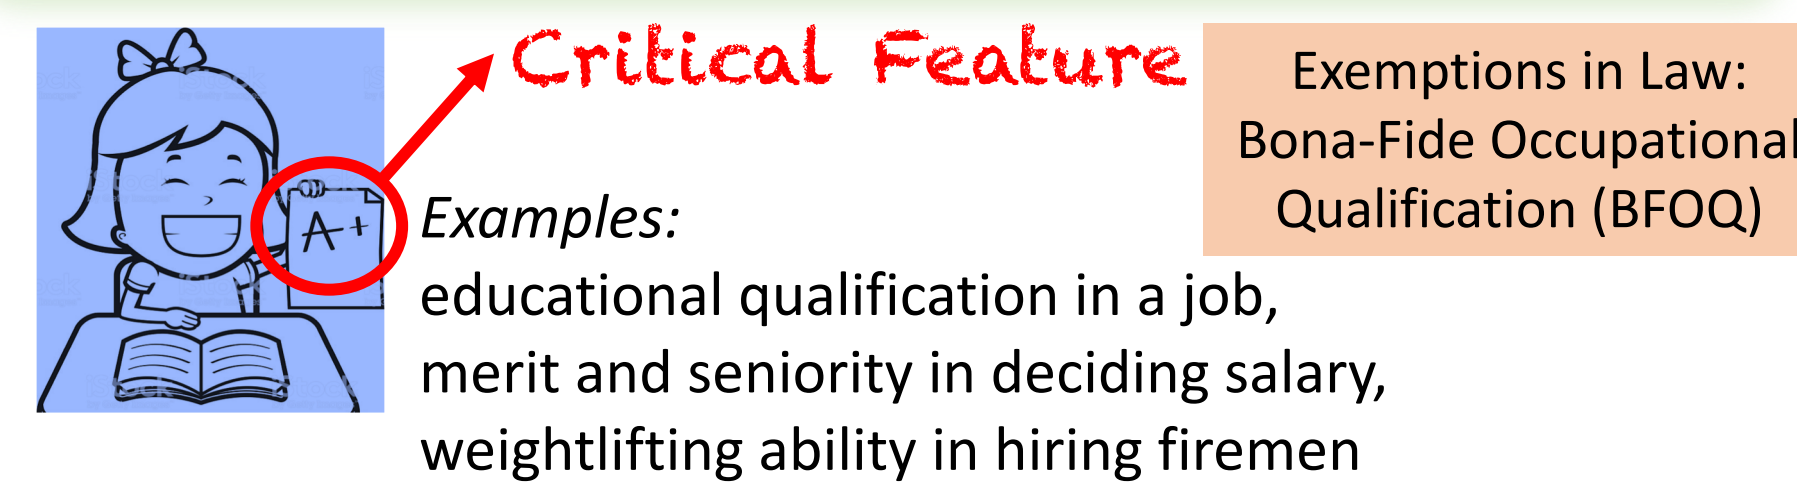 Critical Feature
Exemptions in Law:
Bona-Fide Occupational
Qualification (BFOQ)
A+
Examples:
educational qualification in a job,
merit and seniority in deciding salary,
weightlifting ability in hiring firemen